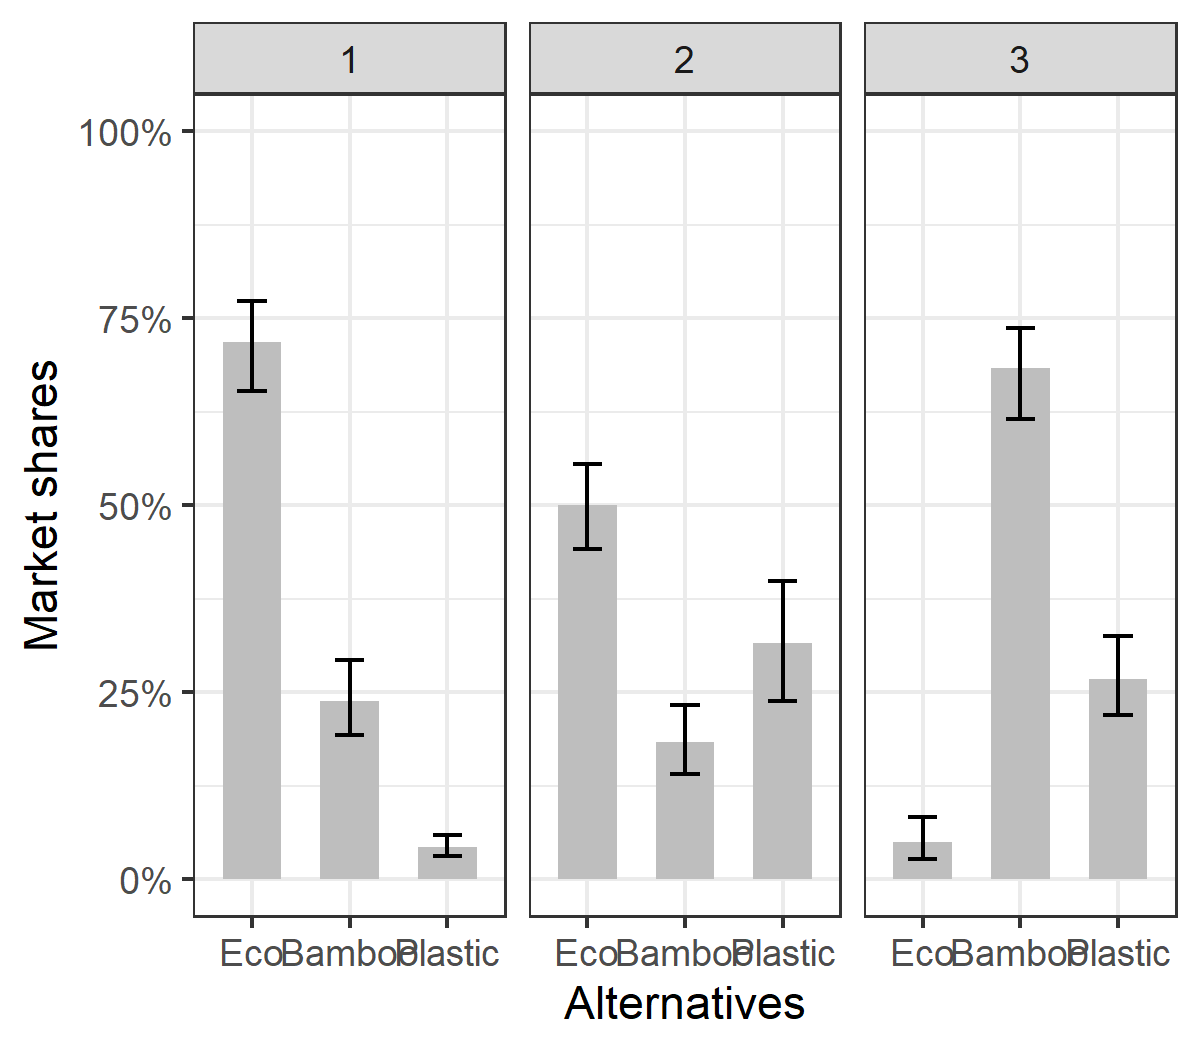 1 2 3
100%
75%
50%
25%
0%
Market shares
Eco Bamboo Plastic Eco Bamboo Plastic Eco Bamboo Plastic
Alternatives